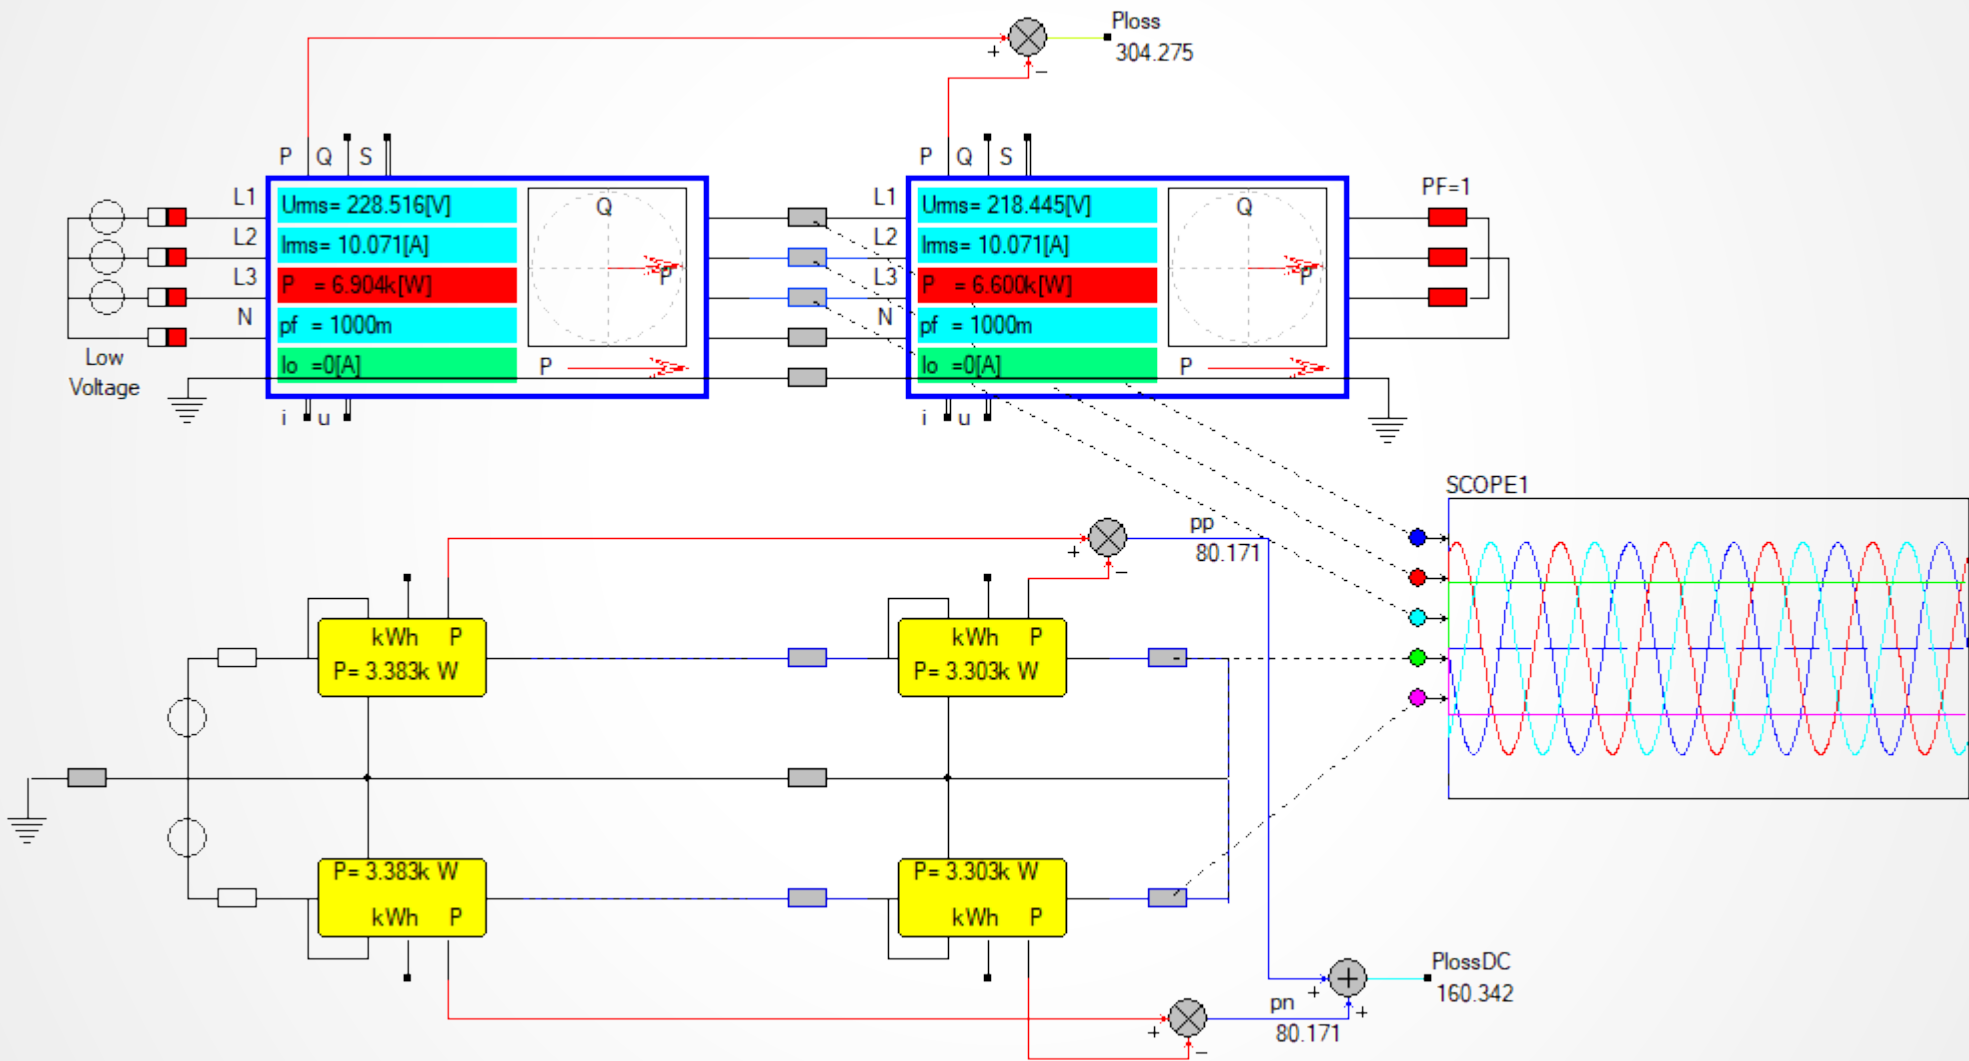 Ploss
304.275
+
−
P Q S
P Q S
L1
L2
L3
N
Urms= 228.516[V]
Irms= 10.071[A]
P = 6.904k[W]
pf = 1000m
Io =0[A]
Q
P
P
L1
L2
L3
N
Urms= 218.445[V]
Irms= 10.071[A]
P = 6.600k[W]
pf = 1000m
Io =0[A]
Q
P
P
PF=1
Low
Voltage
i u
i u
SCOPE1
pp
80.171
+
−
kWh P
P= 3.383k W
kWh P
P= 3.303k W
P= 3.383k W
kWh P
P= 3.303k W
kWh P
PlossDC
160.342
+
+
pn
80.171
+
−